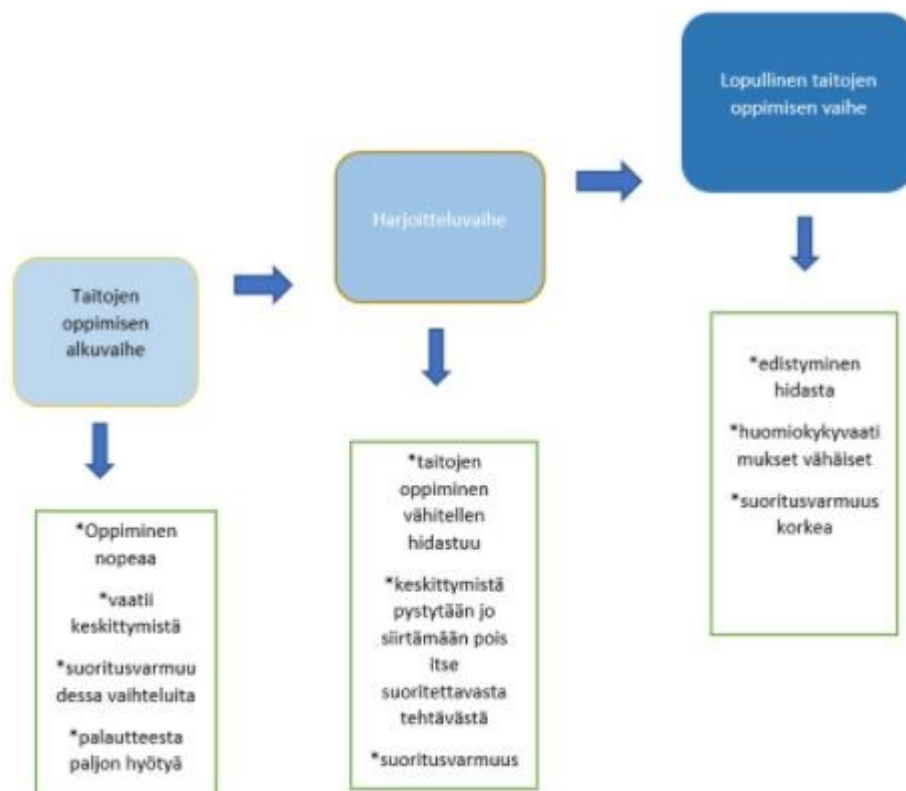 Taitojen
oppimisen
alkuvaihe
*Oppiminen
nopeaa
*vaatii
keskittymistä
*suoritusvarmuu
dessa vaihteluita
*palautteesta
paljon hyötyä
Harjoitteluvaihe
*taitojen
oppiminen
vähitellen
hidastuu
*keskittymistä
pystytään jo
siirtämään pois
itse
suoritettavasta
tehtävästä
*suoritusvarmuus
Lopullinen taitojen
oppimisen vaihe
*edistyminen
hidasta
*huomiokykyvaati
mukset vähäiset
*suoritusvarmuus
korkea